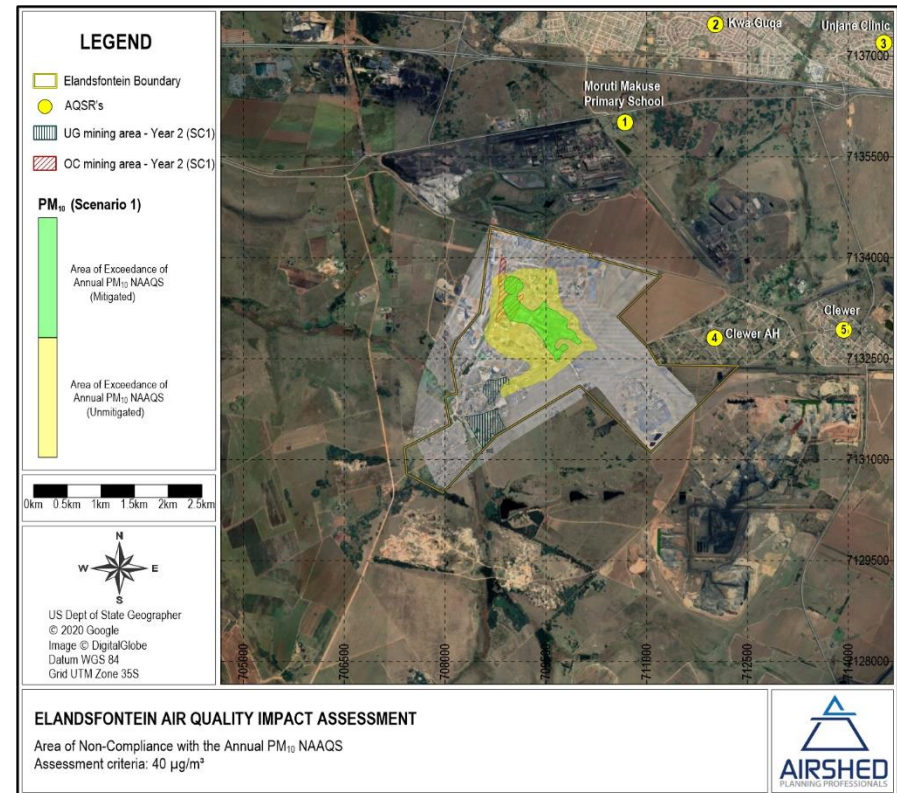 LEGEND
Elandsfontein Boundary
AQSR's
UG mining area - Year 2 (SC1)
OC mining area - Year 2 (SC1)
PM₁₀ (Scenario 1)
Area of Exceedance of
Annual PM₁₀ NAAQS
(Mitigated)
Area of Exceedance of
Annual PM₁₀ NAAQS
(Unmitigated)
0km 0.5km 1km 1.5km 2km 2.5km
N
W E
S
US Dept of State Geographer
© 2020 Google
Image © DigitalGlobe
Datum WGS 84
Grid UTM Zone 35S
2 Kwa-Guqa
Unjane Clinic
3
7137000
Moruti Makuse
Primary School
1
7135500
7134000
Clewer
4 Clewer AH
5
7132500
7131000
7129500
7128000
705000
706500
708000
709500
711000
712500
714000
ELANDSFONTEIN AIR QUALITY IMPACT ASSESSMENT
Area of Non-Compliance with the Annual PM₁₀ NAAQS
Assessment criteria: 40 µg/m³
AIRSHED
PLANNING PROFESSIONALS